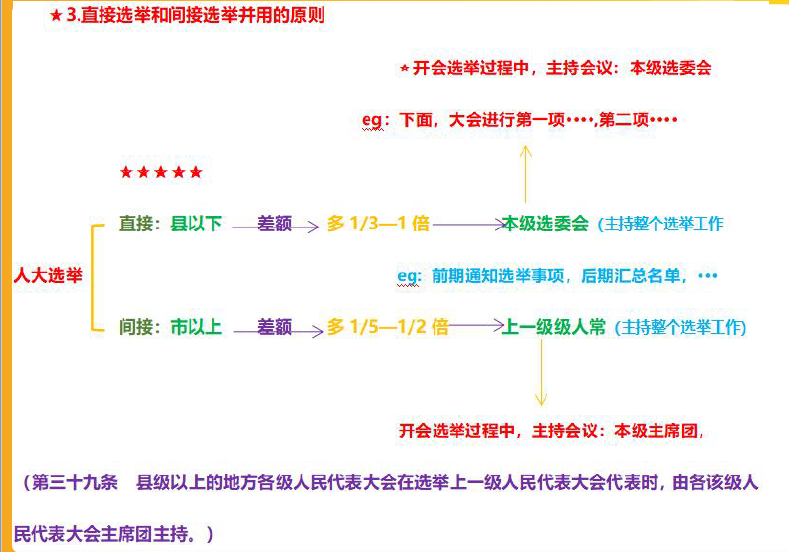 ★3.直接选举和间接选举并用的原则
★开会选举过程中，主持会议：本级选委会
eg：下面，大会进行第一项····,第二项····
★★★★★
直接：县以下 差额 多 1/3—1 倍 本级选委会（主持整个选举工作
人大选举
eg: 前期通知选举事项，后期汇总名单，···
间接：市以上 差额 多 1/5—1/2 倍 上一级级人常（主持整个选举工作）
开会选举过程中，主持会议：本级主席团，
（第三十九条　县级以上的地方各级人民代表大会在选举上一级人民代表大会代表时，由各该级人
民代表大会主席团主持。）